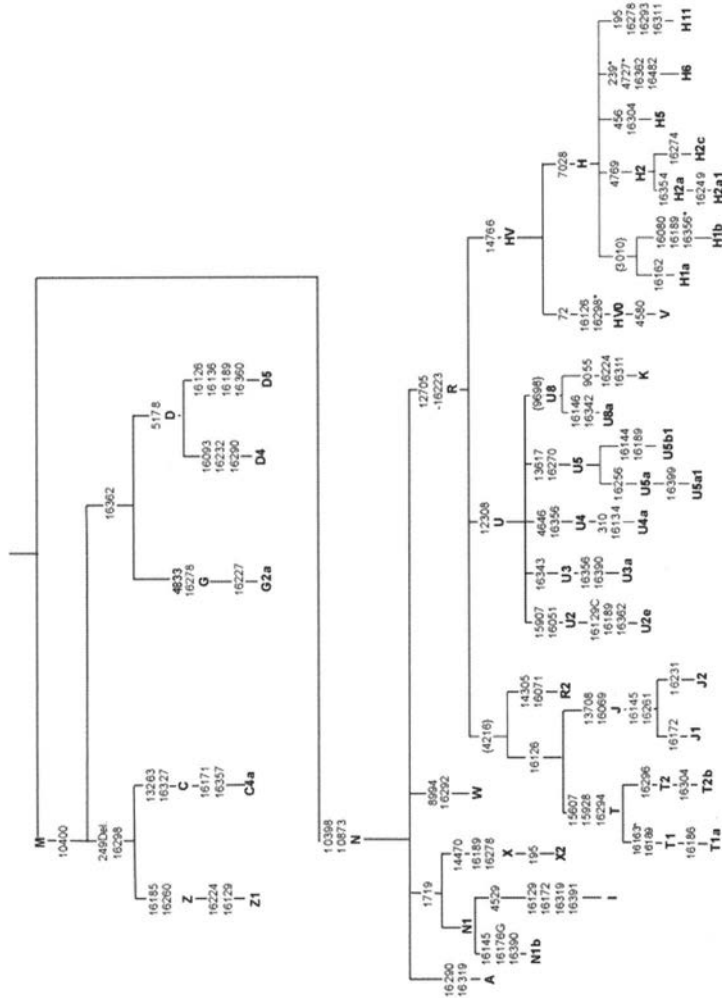 M
10400
249Del.
16298
16185
16260
Z
16224
16129
Z1
13263
16327
C
16171
16357
C4a
16362
4833
16278
G
16227
G2a
5178
D
16093
16232
16290
D4
16126
16136
16189
16360
D5
10398
10873
N
16290
16319
A
1719
N1
16145
16176G
16390
N1b
4529
16129
16172
16319
16391
I
14470
16189
16278
X
195
X2
8994
16292
W
12705
-16223
R
(4216)
16126
15607
15928
16294
T
16163*
16189
T1
16186
T1a
16296
T2
16304
T2b
13708
16069
J
16145
16261
16172
J1
16231
J2
14305
16071
R2
12308
U
15907
16051
U2
16129C
16189
16362
U2e
16343
U3
16356
16390
U3a
4646
16356
U4
310
16134
U4a
13617
16270
U5
16256
U5a
16399
U5a1
16144
16189
U5b1
(9698)
U8
16146
16342
U8a
9055
16224
16311
K
14766
HV
72
16126
16298*
HV0
4580
V
7028
H
(3010)
16162
H1a
16080
16189
16356*
H1b
4769
H2
16354
H2a
16249
H2a1
16274
H2c
456
16304
H5
239*
4727*
16362
16482
H6
195
16278
16293
16311
H11